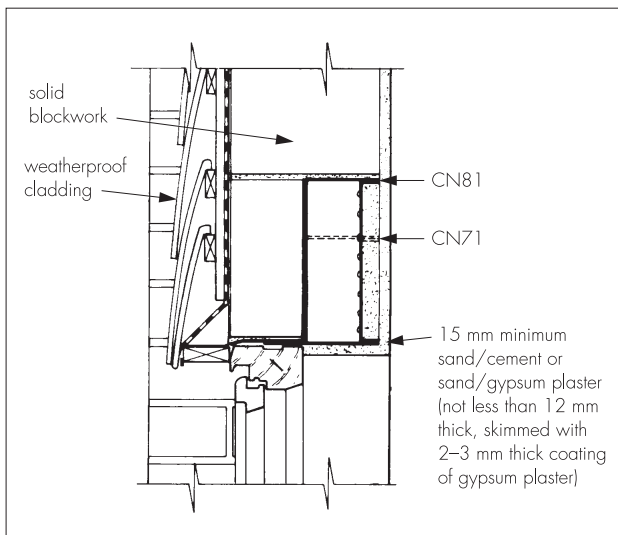 solid
blockwork
weatherproof
cladding
CN81
CN71
15 mm minimum
sand/cement or
sand/gypsum plaster
(not less than 12 mm
thick, skimmed with
2–3 mm thick coating
of gypsum plaster)